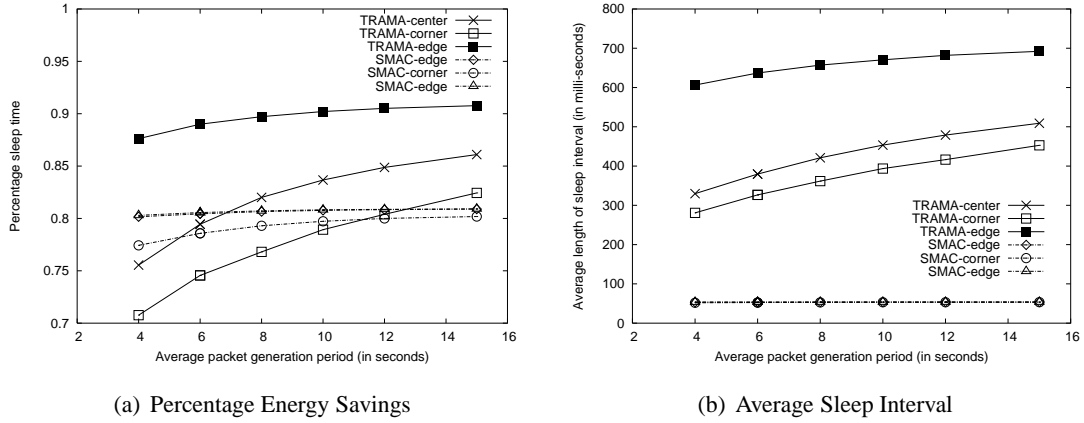 1
0.95
0.9
0.85
0.8
0.75
0.7
2 4 6 8 10 12 14 16
Percentage sleep time
Average packet generation period (in seconds)
TRAMA-center
TRAMA-corner
TRAMA-edge
SMAC-edge
SMAC-corner
SMAC-edge
(a) Percentage Energy Savings
800
700
600
500
400
300
200
100
0
2 4 6 8 10 12 14 16
Average length of sleep interval (in milli-seconds)
Average packet generation period (in seconds)
TRAMA-center
TRAMA-corner
TRAMA-edge
SMAC-edge
SMAC-corner
SMAC-edge
(b) Average Sleep Interval